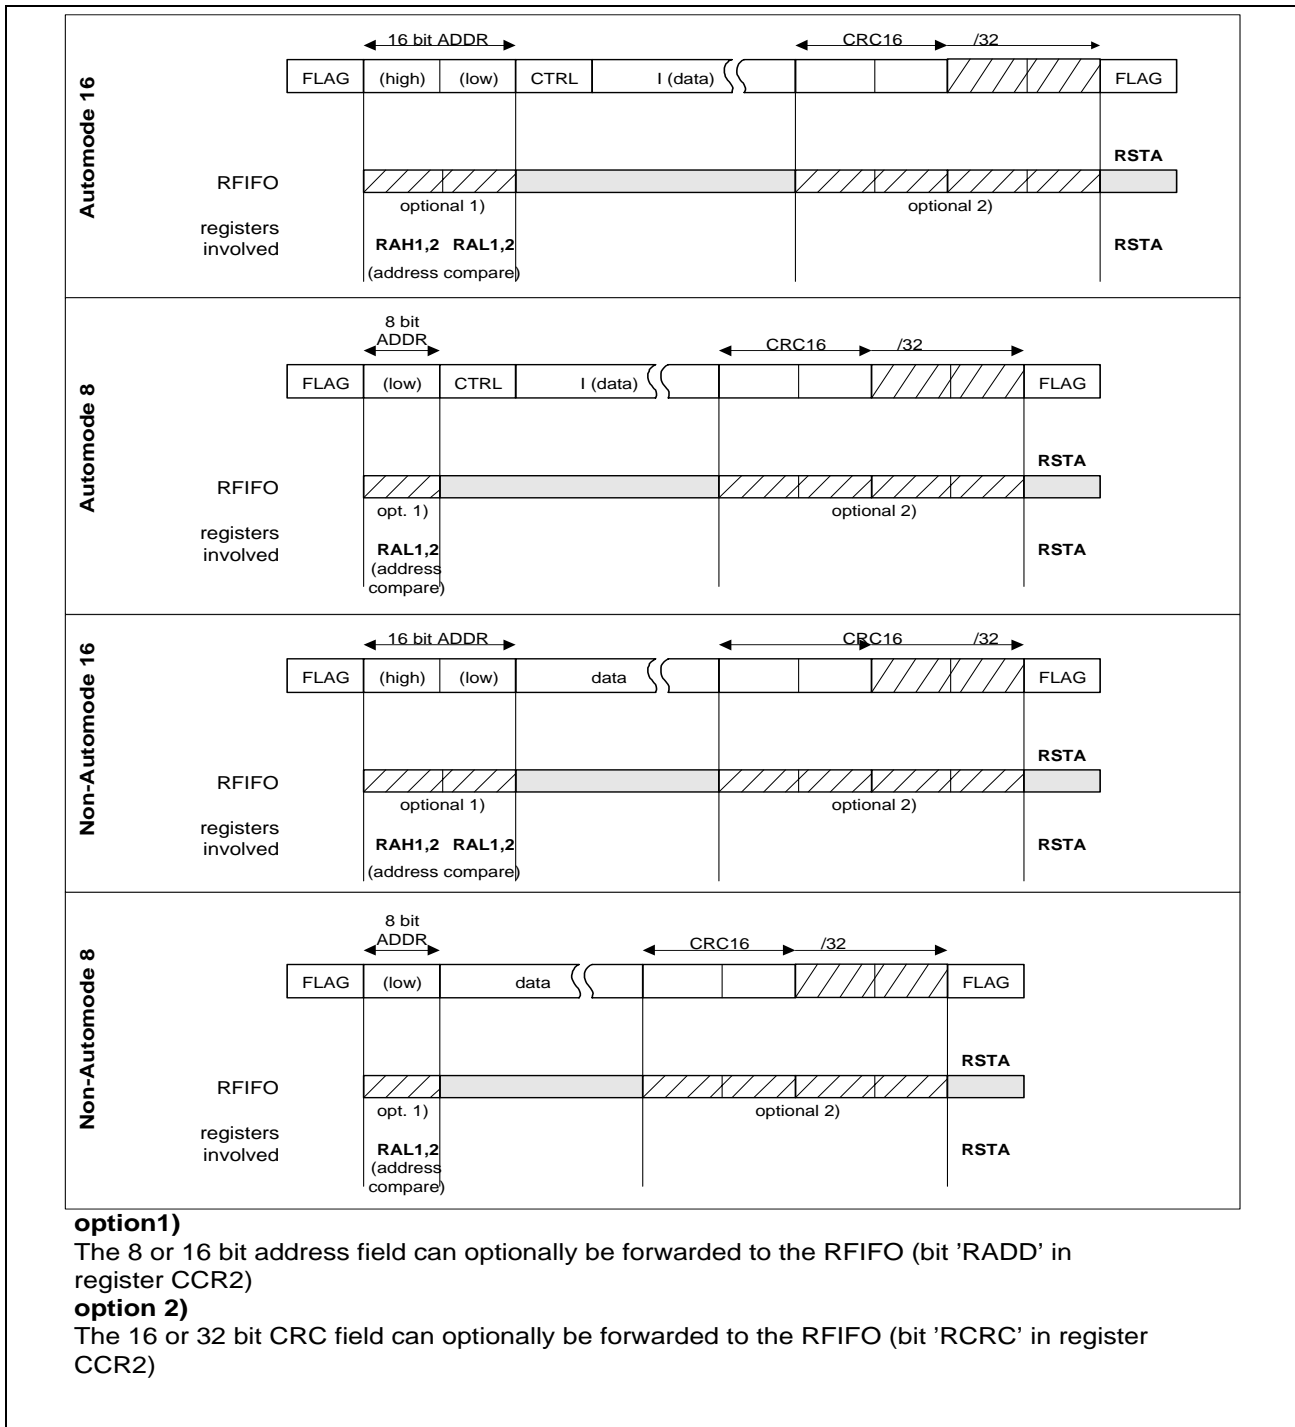 Automode 16
16 bit ADDR CRC16 /32
FLAG (high) (low) CTRL I (data) FLAG
RSTA
RFIFO
optional 1) optional 2)
registers
involved
RAH1,2 RAL1,2 RSTA
(address compare)
Automode 8
8 bit
ADDR CRC16 /32
FLAG (low) CTRL I (data) FLAG
RSTA
RFIFO
opt. 1) optional 2)
registers
involved
RAL1,2 RSTA
(address
compare)
Non-Automode 16
16 bit ADDR CRC16 /32
FLAG (high) (low) data FLAG
RSTA
RFIFO
optional 1) optional 2)
registers
involved
RAH1,2 RAL1,2 RSTA
(address compare)
Non-Automode 8
8 bit
ADDR CRC16 /32
FLAG (low) data FLAG
RSTA
RFIFO
opt. 1) optional 2)
registers
involved
RAL1,2 RSTA
(address
compare)
option1)
The 8 or 16 bit address field can optionally be forwarded to the RFIFO (bit 'RADD' in
register CCR2)
option 2)
The 16 or 32 bit CRC field can optionally be forwarded to the RFIFO (bit 'RCRC' in register
CCR2)